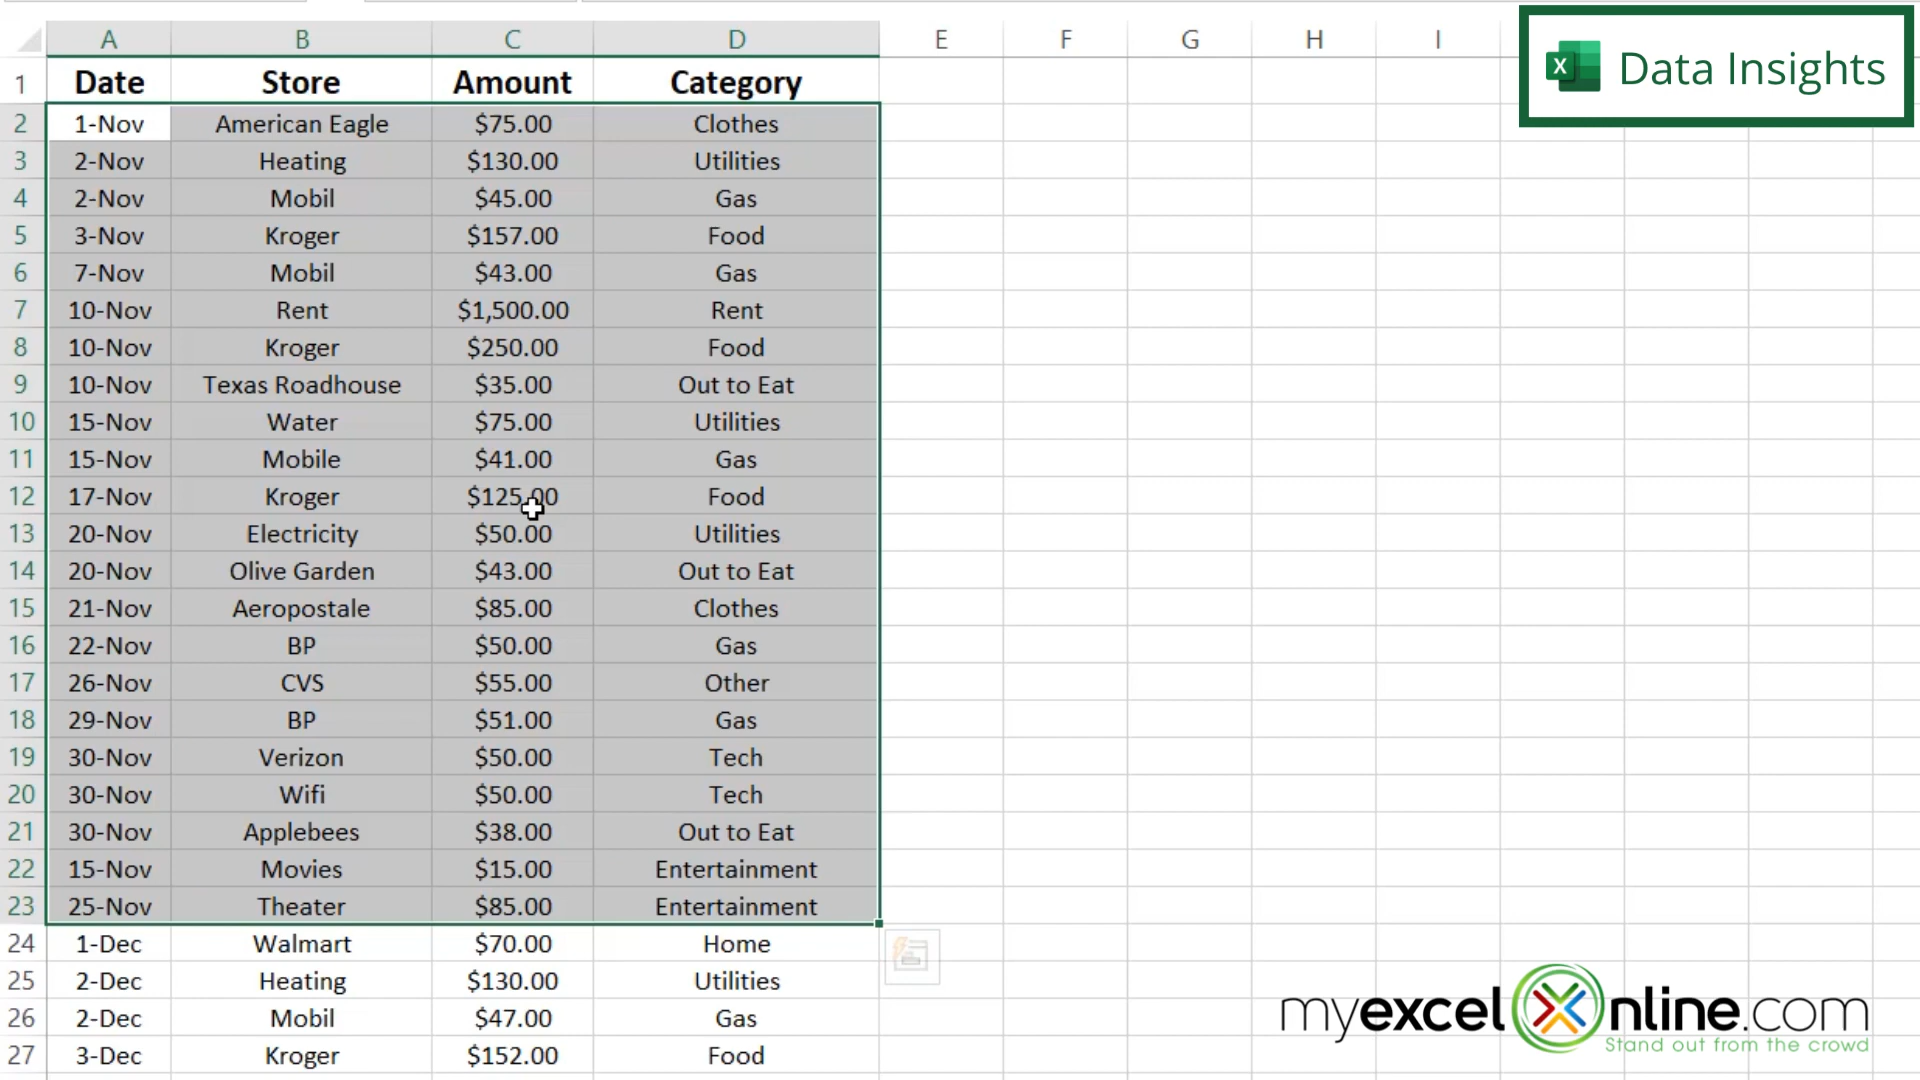 A B C D E F G H I
Data Insights
1 Date Store Amount Category
2 1-Nov American Eagle $75.00 Clothes
3 2-Nov Heating $130.00 Utilities
4 2-Nov Mobil $45.00 Gas
5 3-Nov Kroger $157.00 Food
6 7-Nov Mobil $43.00 Gas
7 10-Nov Rent $1,500.00 Rent
8 10-Nov Kroger $250.00 Food
9 10-Nov Texas Roadhouse $35.00 Out to Eat
10 15-Nov Water $75.00 Utilities
11 15-Nov Mobile $41.00 Gas
12 17-Nov Kroger $125.00 Food
13 20-Nov Electricity $50.00 Utilities
14 20-Nov Olive Garden $43.00 Out to Eat
15 21-Nov Aeropostale $85.00 Clothes
16 22-Nov BP $50.00 Gas
17 26-Nov CVS $55.00 Other
18 29-Nov BP $51.00 Gas
19 30-Nov Verizon $50.00 Tech
20 30-Nov Wifi $50.00 Tech
21 30-Nov Applebees $38.00 Out to Eat
22 15-Nov Movies $15.00 Entertainment
23 25-Nov Theater $85.00 Entertainment
24 1-Dec Walmart $70.00 Home
25 2-Dec Heating $130.00 Utilities
26 2-Dec Mobil $47.00 Gas
27 3-Dec Kroger $152.00 Food
myexcelOnline.com
Stand out from the crowd